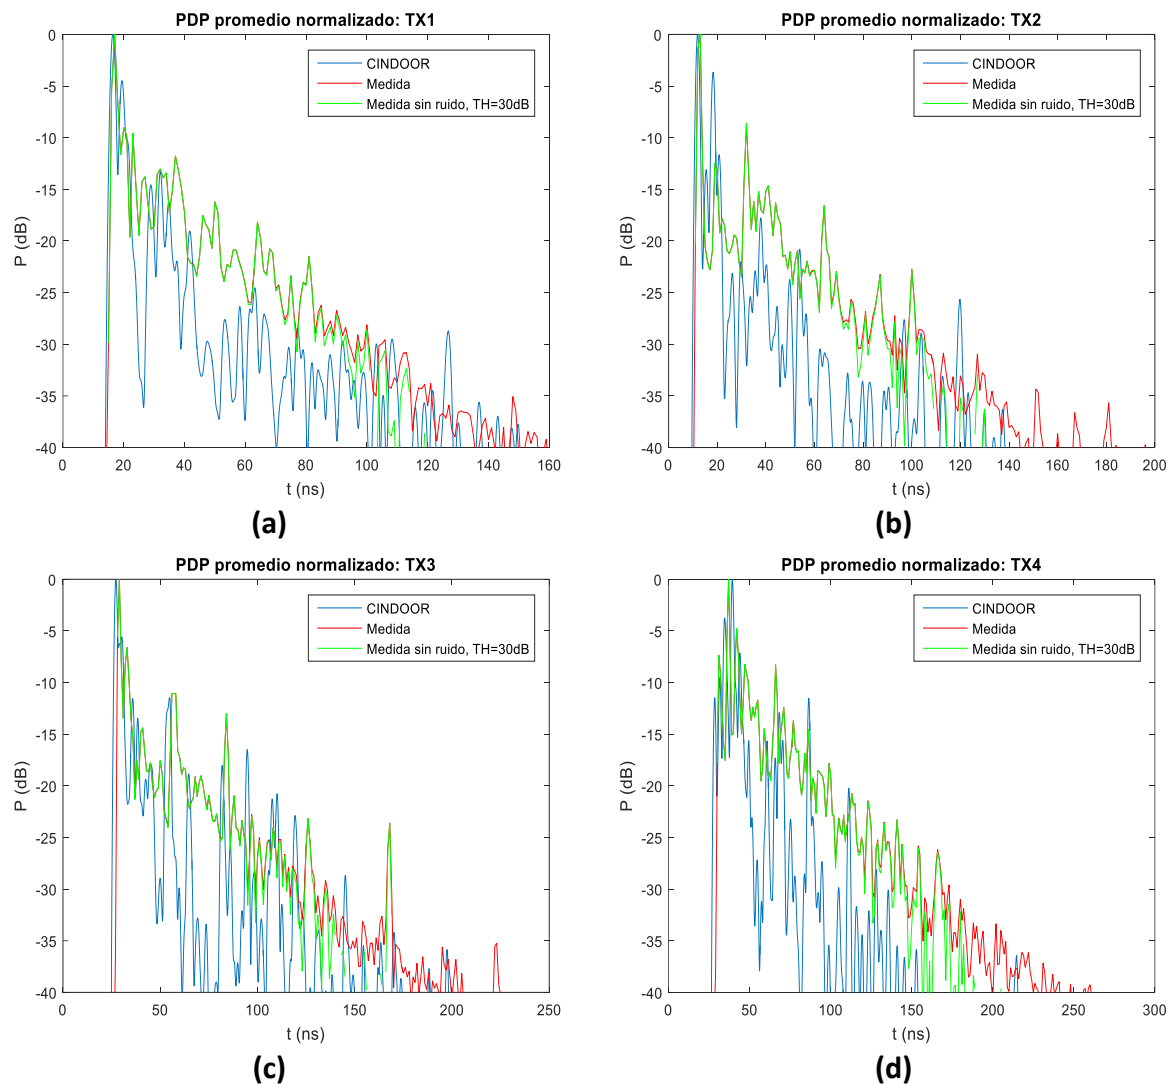 PDP promedio normalizado: TX1
CINDOOR
Medida
Medida sin ruido, TH=30dB
P (dB)
0
-5
-10
-15
-20
-25
-30
-35
-40
0 20 40 60 80 100 120 140 160
t (ns)
(a)
PDP promedio normalizado: TX2
CINDOOR
Medida
Medida sin ruido, TH=30dB
P (dB)
0
-5
-10
-15
-20
-25
-30
-35
-40
0 20 40 60 80 100 120 140 160 180 200
t (ns)
(b)
PDP promedio normalizado: TX3
CINDOOR
Medida
Medida sin ruido, TH=30dB
P (dB)
0
-5
-10
-15
-20
-25
-30
-35
-40
0 50 100 150 200 250
t (ns)
(c)
PDP promedio normalizado: TX4
CINDOOR
Medida
Medida sin ruido, TH=30dB
P (dB)
0
-5
-10
-15
-20
-25
-30
-35
-40
0 50 100 150 200 250 300
t (ns)
(d)